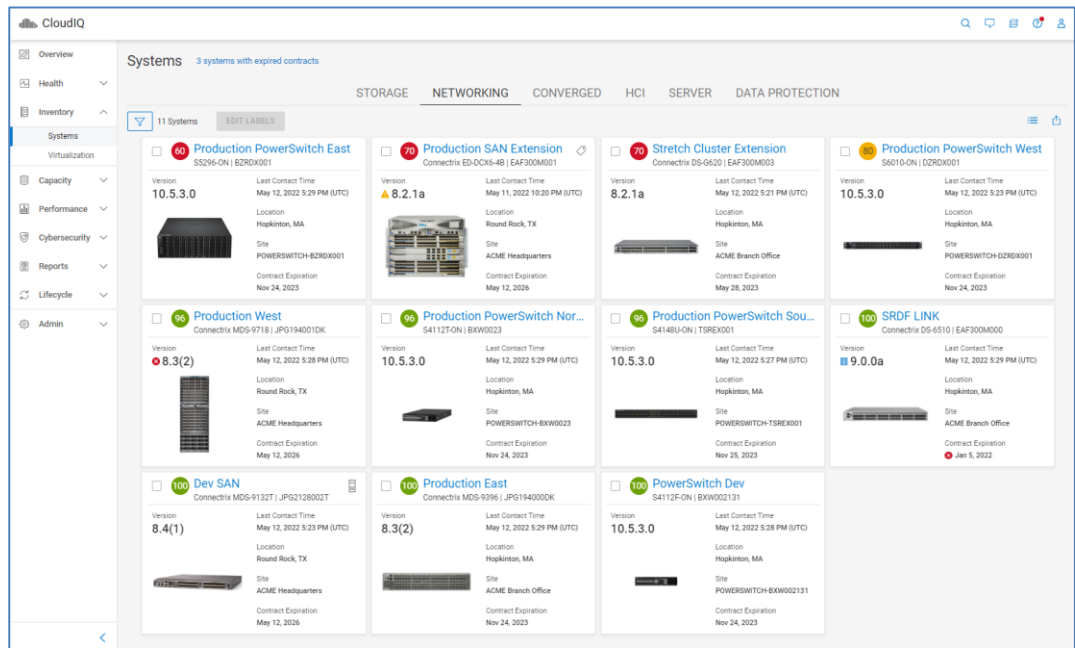 CloudIQ
Overview
Health
Inventory
Systems
Virtualization
Capacity
Performance
Cybersecurity
Reports
Lifecycle
Admin
Systems 3 systems with expired contracts
STORAGE NETWORKING CONVERGED HCI SERVER DATA PROTECTION
11 Systems EDIT LABELS
60 Production PowerSwitch East
S5296-ON | BZRDX001
Version Last Contact Time
10.5.3.0 May 12, 2022 5:29 PM (UTC)
Location
Hopkinton, MA
Site
POWERSWITCH-BZRDX001
Contract Expiration
Nov 24, 2023
70 Production SAN Extension
Connectrix ED-DCX6-4B | EAF300M001
Version Last Contact Time
8.2.1a May 11, 2022 10:20 PM (UTC)
Location
Round Rock, TX
Site
ACME Headquarters
Contract Expiration
May 12, 2026
70 Stretch Cluster Extension
Connectrix DS-G620 | EAF300M003
Version Last Contact Time
8.2.1a May 12, 2022 5:21 PM (UTC)
Location
Hopkinton, MA
Site
ACME Branch Office
Contract Expiration
May 28, 2023
80 Production PowerSwitch West
S6010-ON | DZRDX001
Version Last Contact Time
10.5.3.0 May 12, 2022 5:23 PM (UTC)
Location
Hopkinton, MA
Site
POWERSWITCH-DZRDX001
Contract Expiration
Nov 24, 2023
96 Production West
Connectrix MDS-9718 | JPG194001DK
Version Last Contact Time
8.3(2) May 12, 2022 5:28 PM (UTC)
Location
Round Rock, TX
Site
ACME Headquarters
Contract Expiration
May 12, 2026
96 Production PowerSwitch Nor...
S4112T-ON | BXW0023
Version Last Contact Time
10.5.3.0 May 12, 2022 5:29 PM (UTC)
Location
Hopkinton, MA
Site
POWERSWITCH-BXW0023
Contract Expiration
Nov 24, 2023
96 Production PowerSwitch Sou...
S4148U-ON | TSREX001
Version Last Contact Time
10.5.3.0 May 12, 2022 5:27 PM (UTC)
Location
Hopkinton, MA
Site
POWERSWITCH-TSREX001
Contract Expiration
Nov 25, 2023
100 SRDF LINK
Connectrix DS-6510 | EAF300M000
Version Last Contact Time
9.0.0a May 12, 2022 5:29 PM (UTC)
Location
Hopkinton, MA
Site
ACME Branch Office
Contract Expiration
Jan 5, 2022
100 Dev SAN
Connectrix MDS-9132T | JPG2128002T
Version Last Contact Time
8.4(1) May 12, 2022 5:23 PM (UTC)
Location
Round Rock, TX
Site
ACME Headquarters
Contract Expiration
May 12, 2026
100 Production East
Connectrix MDS-9396 | JPG194000DK
Version Last Contact Time
8.3(2) May 12, 2022 5:29 PM (UTC)
Location
Hopkinton, MA
Site
ACME Branch Office
Contract Expiration
Nov 24, 2023
100 PowerSwitch Dev
S4112F-ON | BXW002131
Version Last Contact Time
10.5.3.0 May 12, 2022 5:28 PM (UTC)
Location
Hopkinton, MA
Site
POWERSWITCH-BXW002131
Contract Expiration
Nov 24, 2023